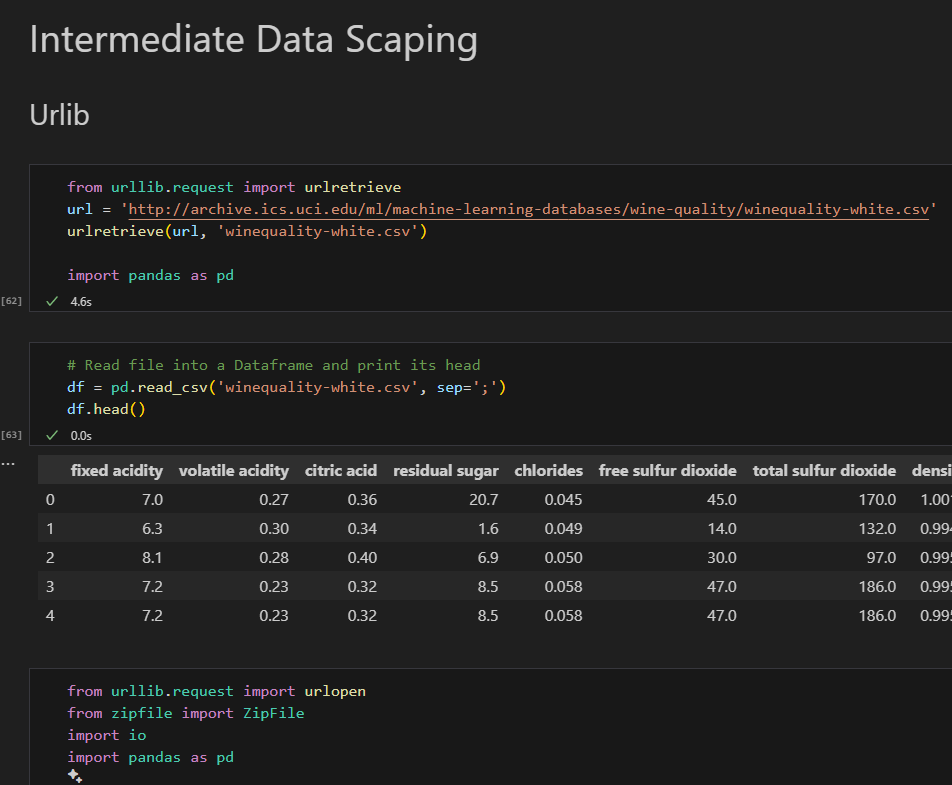 Intermediate Data Scaping
Urlib
from urllib.request import urlretrieve
url = 'http://archive.ics.uci.edu/ml/machine-learning-databases/wine-quality/winequality-white.csv'
urlretrieve(url, 'winequality-white.csv')
import pandas as pd
[62] 4.6s
# Read file into a Dataframe and print its head
df = pd.read_csv('winequality-white.csv', sep=';')
df.head()
[63] 0.0s
...
fixed acidity volatile acidity citric acid residual sugar chlorides free sulfur dioxide total sulfur dioxide densi
0 7.0 0.27 0.36 20.7 0.045 45.0 170.0 1.00
1 6.3 0.30 0.34 1.6 0.049 14.0 132.0 0.99
2 8.1 0.28 0.40 6.9 0.050 30.0 97.0 0.99
3 7.2 0.23 0.32 8.5 0.058 47.0 186.0 0.99
4 7.2 0.23 0.32 8.5 0.058 47.0 186.0 0.99
from urllib.request import urlopen
from zipfile import ZipFile
import io
import pandas as pd